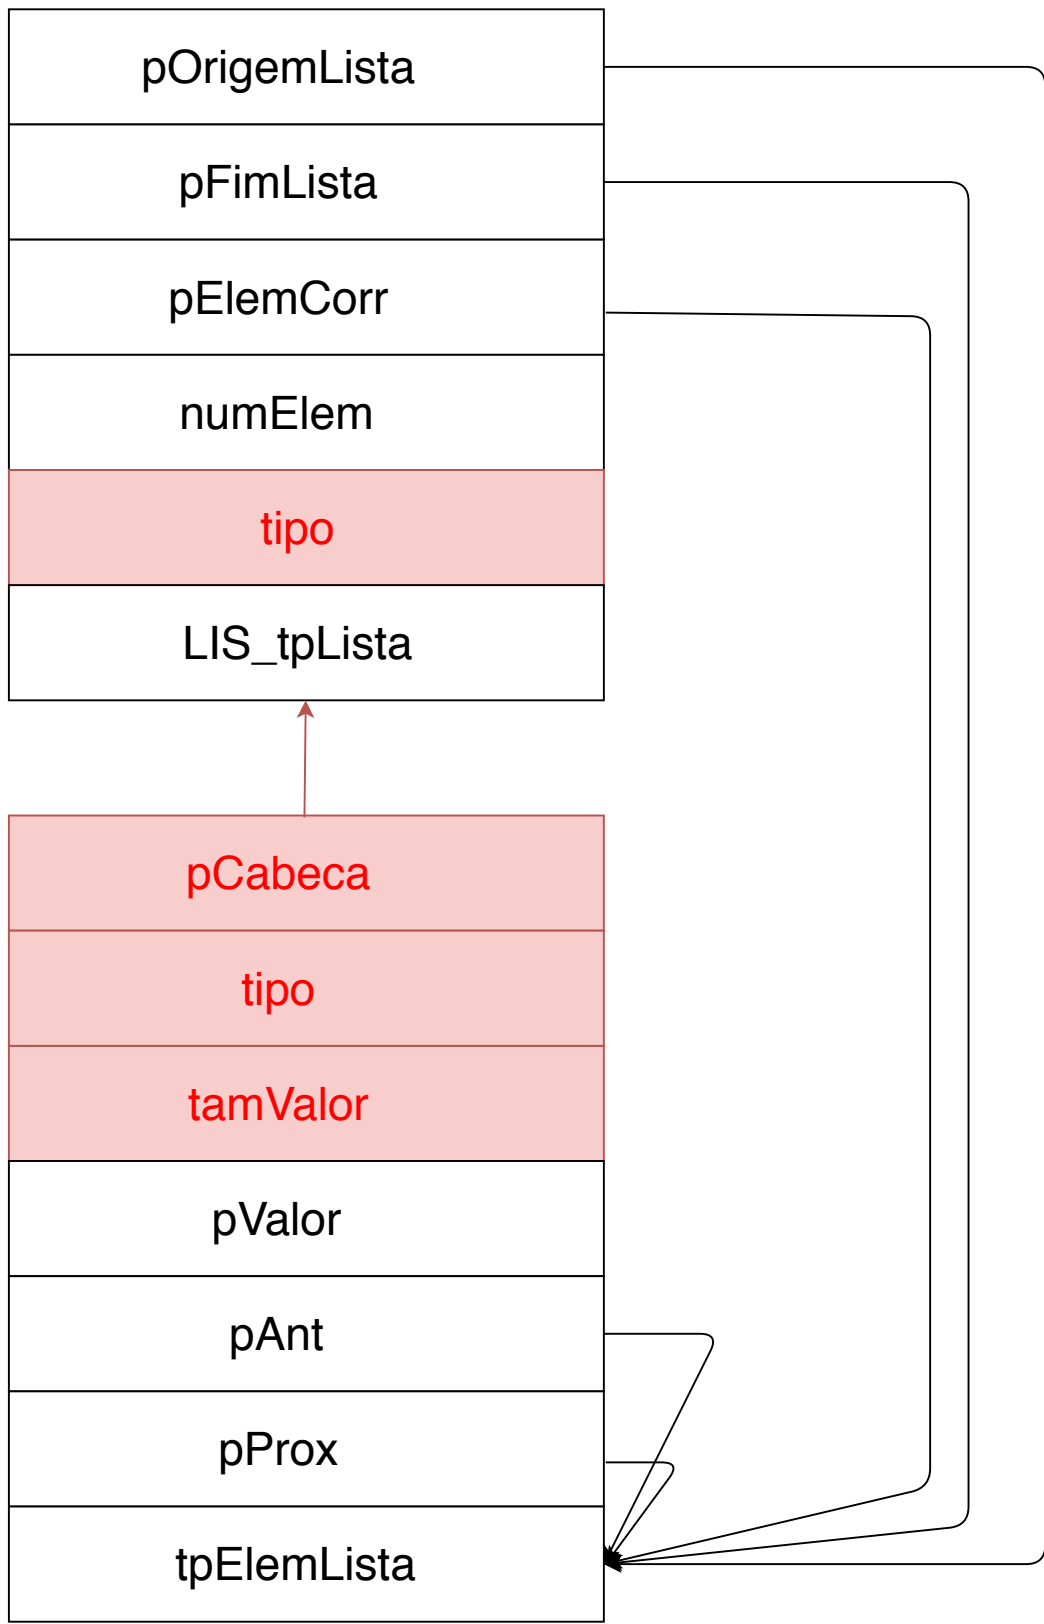 pOrigemLista
pFimLista
pElemCorr
numElem
tipo
LIS_tpLista
pCabeca
tipo
tamValor
pValor
pAnt
pProx
tpElemLista